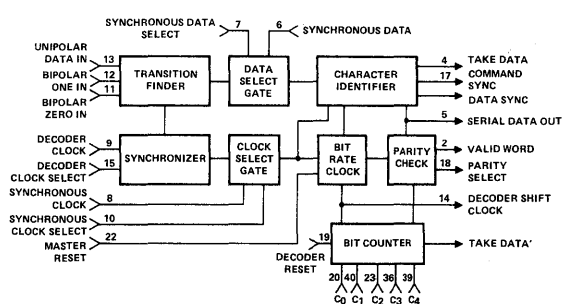 SYNCHRONOUS DATA SELECT
7
6
SYNCHRONOUS DATA
UNIPOLAR DATA IN
13
BIPOLAR ONE IN
12
11
BIPOLAR ZERO IN
TRANSITION FINDER
DATA SELECT GATE
CHARACTER IDENTIFIER
4
TAKE DATA
17
COMMAND SYNC
DATA SYNC
5
SERIAL DATA OUT
DECODER CLOCK
9
DECODER CLOCK SELECT
15
SYNCHRONOUS CLOCK
8
SYNCHRONOUS CLOCK SELECT
10
MASTER RESET
22
SYNCHRONIZER
CLOCK SELECT GATE
BIT RATE CLOCK
PARITY CHECK
2
VALID WORD
18
PARITY SELECT
14
DECODER SHIFT CLOCK
19
DECODER RESET
BIT COUNTER
TAKE DATA'
20 40 23 36 39
C0 C1 C2 C3 C4